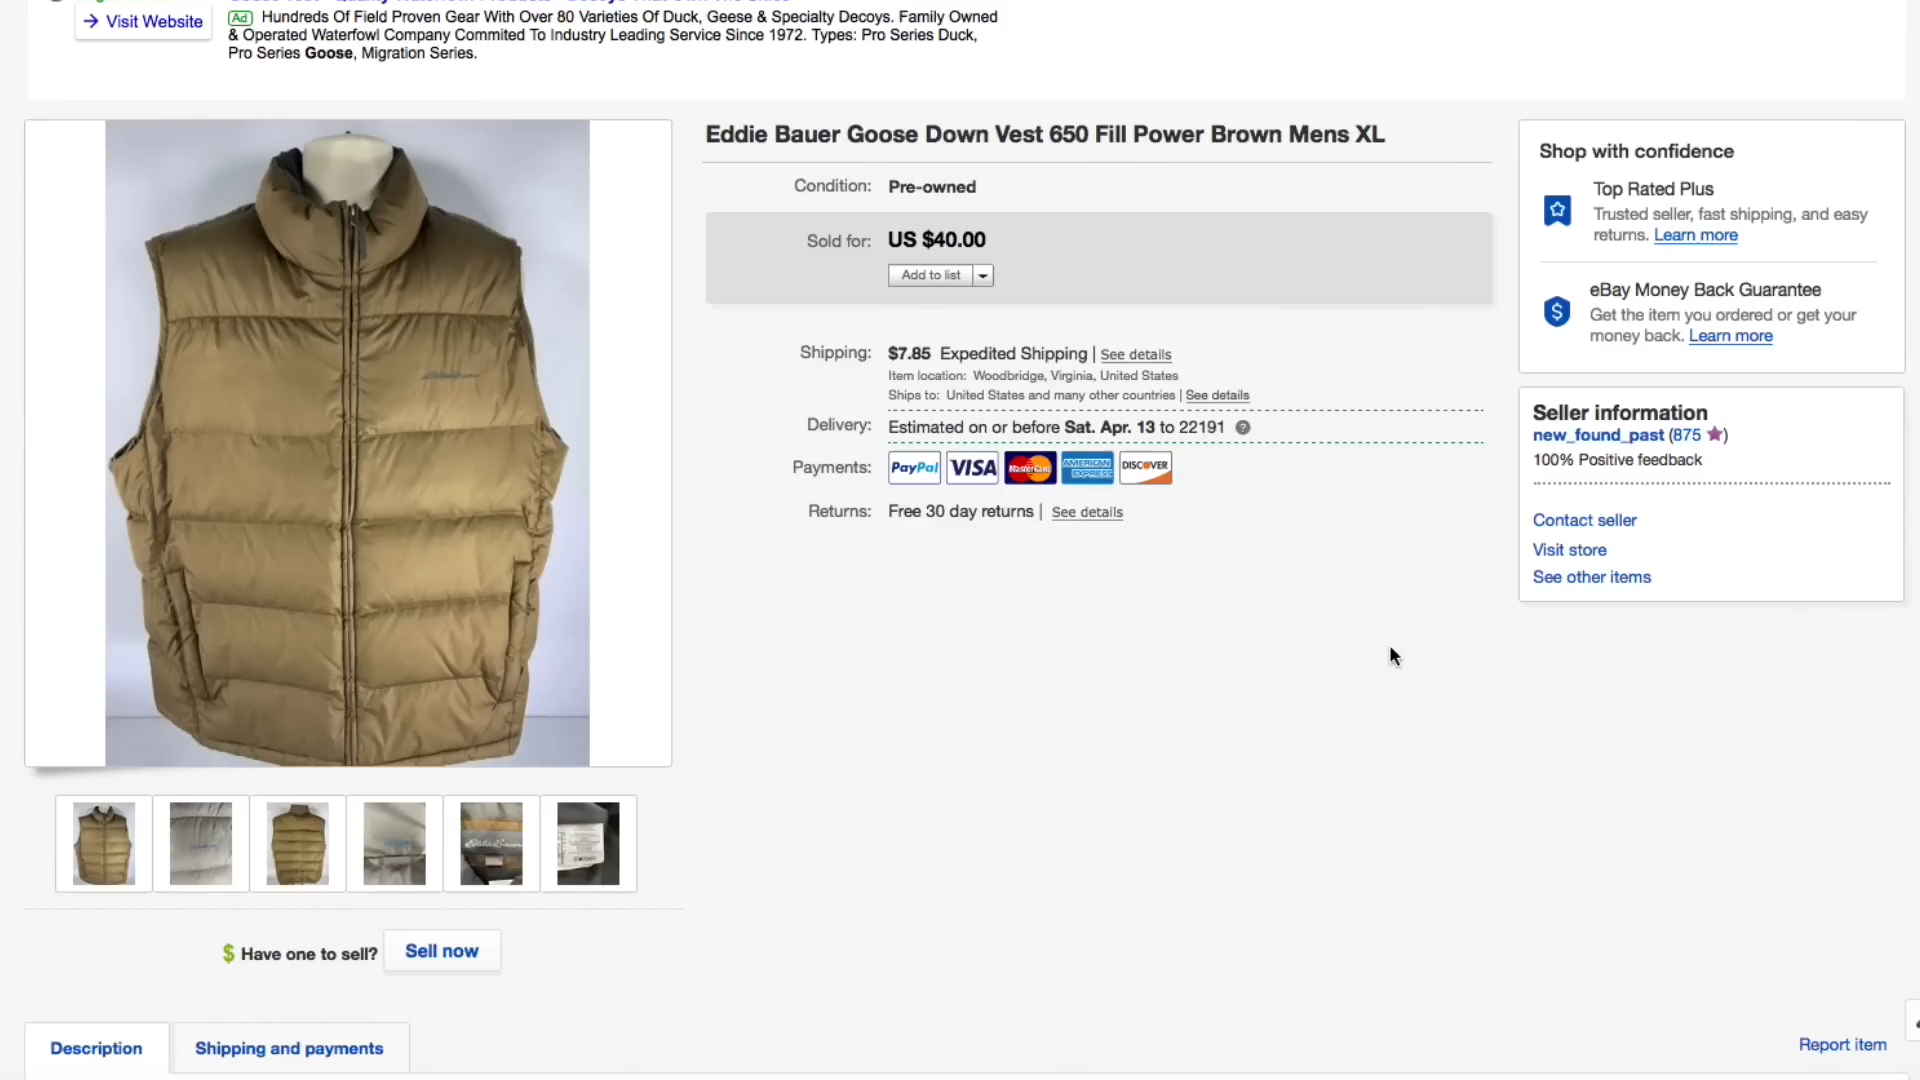 → Visit Website
Ad Hundreds Of Field Proven Gear With Over 80 Varieties Of Duck, Geese & Specialty Decoys. Family Owned
& Operated Waterfowl Company Commited To Industry Leading Service Since 1972. Types: Pro Series Duck,
Pro Series Goose, Migration Series.
Eddie Bauer Goose Down Vest 650 Fill Power Brown Mens XL
Condition: Pre-owned
Sold for: US $40.00
Add to list
Shipping: $7.85 Expedited Shipping | See details
Item location: Woodbridge, Virginia, United States
Ships to: United States and many other countries | See details
Delivery: Estimated on or before Sat. Apr. 13 to 22191 ?
Payments: PayPal VISA MasterCard AMERICAN EXPRESS DISCOVER
Returns: Free 30 day returns | See details
Shop with confidence
Top Rated Plus
Trusted seller, fast shipping, and easy
returns. Learn more
eBay Money Back Guarantee
$ Get the item you ordered or get your
money back. Learn more
Seller information
new_found_past (875 ★)
100% Positive feedback
Contact seller
Visit store
See other items
Eddie Bauer
Eddie Bauer
$ Have one to sell? Sell now
Description
Shipping and payments
Report item